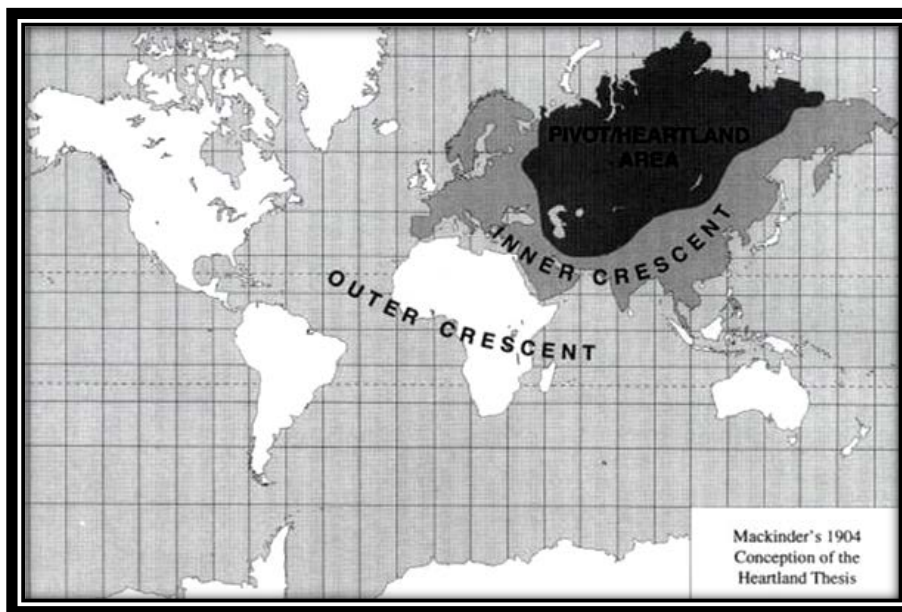 PIVOT/HEARTLAND
AREA
INNER CRESCENT
OUTER CRESCENT
Mackinder's 1904
Conception of the
Heartland Thesis